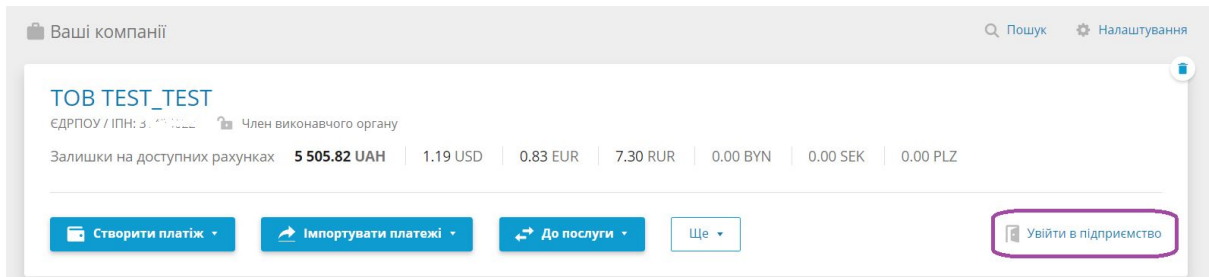 Ваші компанії
Пошук Налаштування
ТОВ TEST_TEST
ЄДРПОУ / ІПН: Член виконавчого органу
Залишки на доступних рахунках 5 505.82 UAH 1.19 USD 0.83 EUR 7.30 RUR 0.00 BYN 0.00 SEK 0.00 PLZ
Створити платіж Імпортувати платежі До послуги Ще Увійти в підприємство